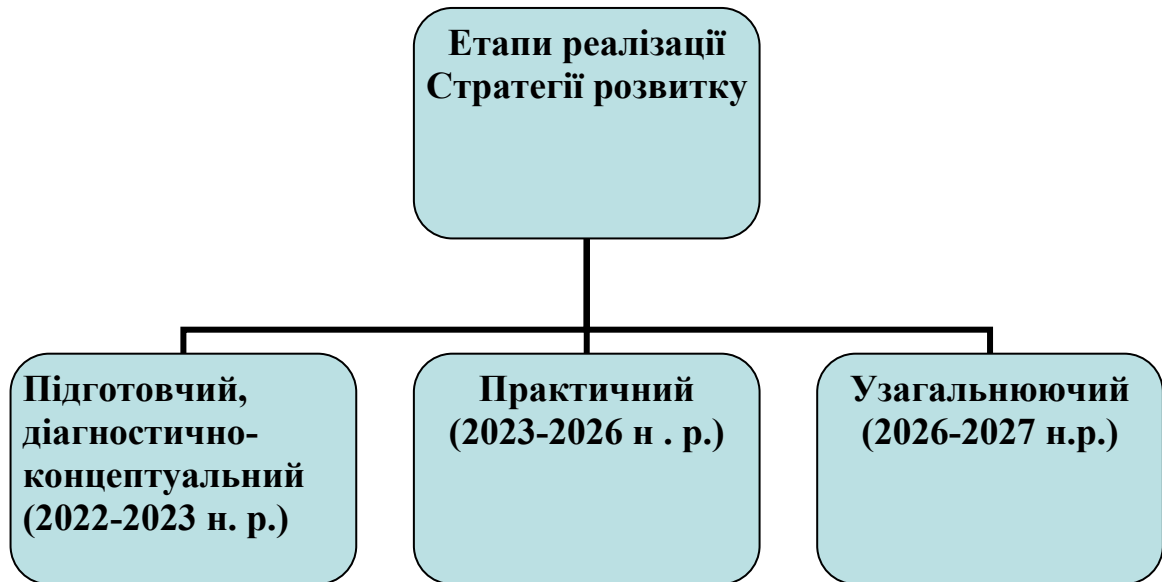 Етапи реалізації
Стратегії розвитку
Підготовчий,
діагностично-
концептуальний
(2022-2023 н. р.)
Практичний
(2023-2026 н . р.)
Узагальнюючий
(2026-2027 н.р.)